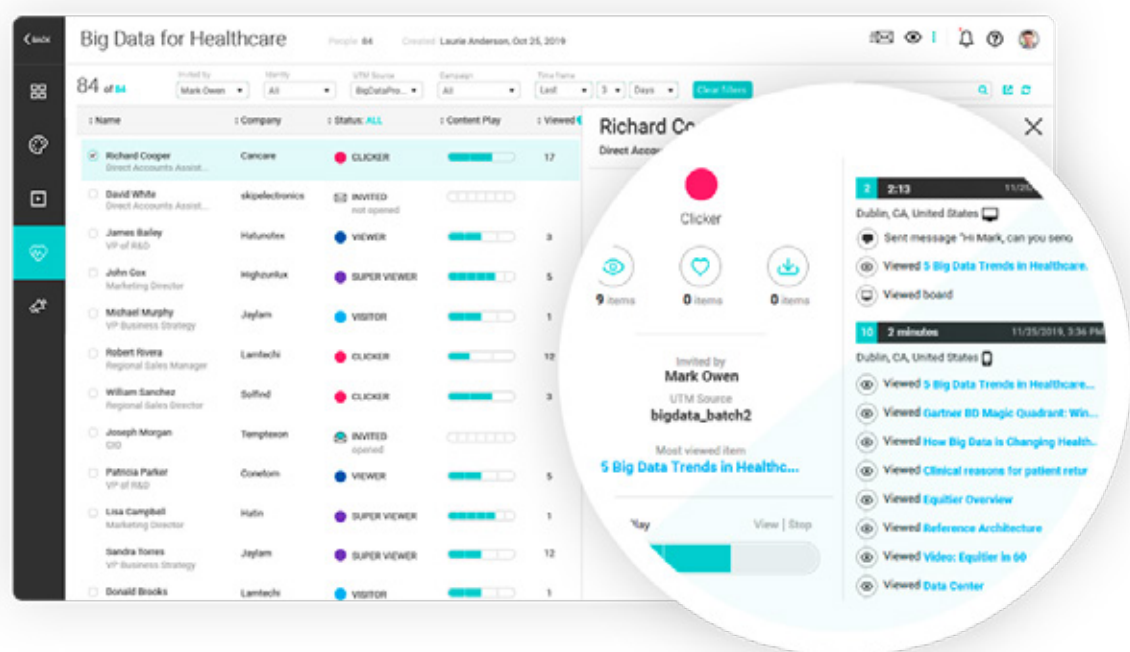 BACK
Big Data for Healthcare
People 84 Created Laurie Anderson, Oct 25, 2019
84 of 84
Invited by
Mark Owen
Identity
All
UTM Source
BigDataPro...
Campaign
All
Time Frame
Last 3 Days
Clear filters
Name Company Status: ALL Content Play Viewed
Richard Cooper Cancare CLICKER 17
Direct Accounts Assist...
David White skipelectronics INVITED
Direct Accounts Assist... not opened
James Bailey Hatunotex VIEWER 3
VP of R&D
John Cox Highzunlux SUPER VIEWER 5
Marketing Director
Michael Murphy Jaylam VISITOR 1
VP Business Strategy
Robert Rivera Lamtechi CLICKER 12
Regional Sales Manager
William Sanchez Solfind CLICKER 3
Regional Sales Director
Joseph Morgan Tempteson INVITED
CIO opened
Patricia Parker Conetom VIEWER 5
VP of R&D
Lisa Campbell Hatin SUPER VIEWER 1
Marketing Director
Sandra Torres Jaylam SUPER VIEWER 12
VP Business Strategy
Donald Brooks Lamtechi VISITOR 1
Richard Co
Direct Accou
Clicker
9 items 0 items 0 items
Invited by
Mark Owen
UTM Source
bigdata_batch2
Most viewed item
5 Big Data Trends in Healthc...
Play View | Stop
2 2:13 11/25
Dublin, CA, United States
Sent message "Hi Mark, can you send
Viewed 5 Big Data Trends in Healthcare.
Viewed board
10 2 minutes 11/25/2019, 3:36 PM
Dublin, CA, United States
Viewed 5 Big Data Trends in Healthcare...
Viewed Gartner BD Magic Quadrant: Win...
Viewed How Big Data is Changing Health..
Viewed Clinical reasons for patient retur
Viewed Equitier Overview
Viewed Reference Architecture
Viewed Video: Equitier in 60
Viewed Data Center